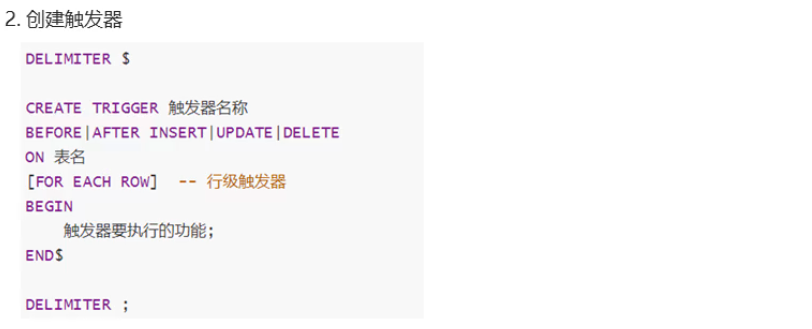 2. 创建触发器
DELIMITER $
CREATE TRIGGER 触发器名称
BEFORE|AFTER INSERT|UPDATE|DELETE
ON 表名
[FOR EACH ROW]  -- 行级触发器
BEGIN
    触发器要执行的功能;
END$
DELIMITER ;